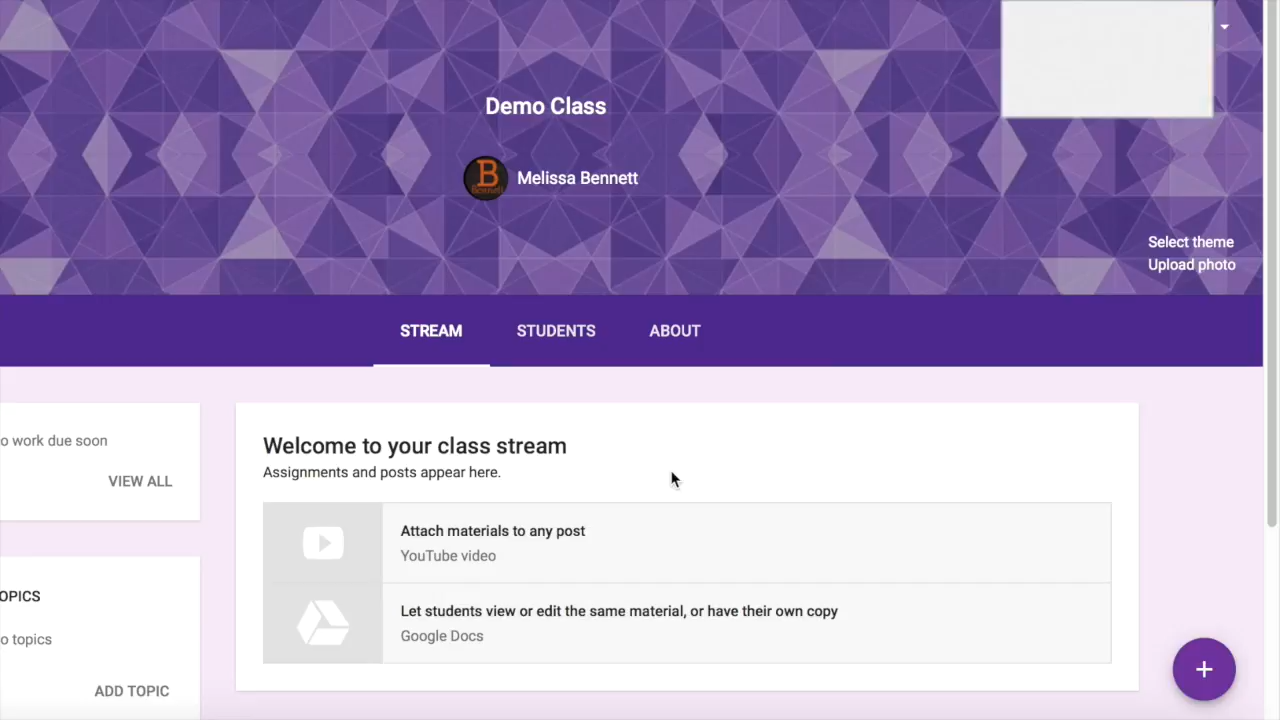 Demo Class
B
Bennett
Melissa Bennett
Select theme
Upload photo
STREAM STUDENTS ABOUT
o work due soon
VIEW ALL
OPICS
o topics
ADD TOPIC
Welcome to your class stream
Assignments and posts appear here.
Attach materials to any post
YouTube video
Let students view or edit the same material, or have their own copy
Google Docs
+